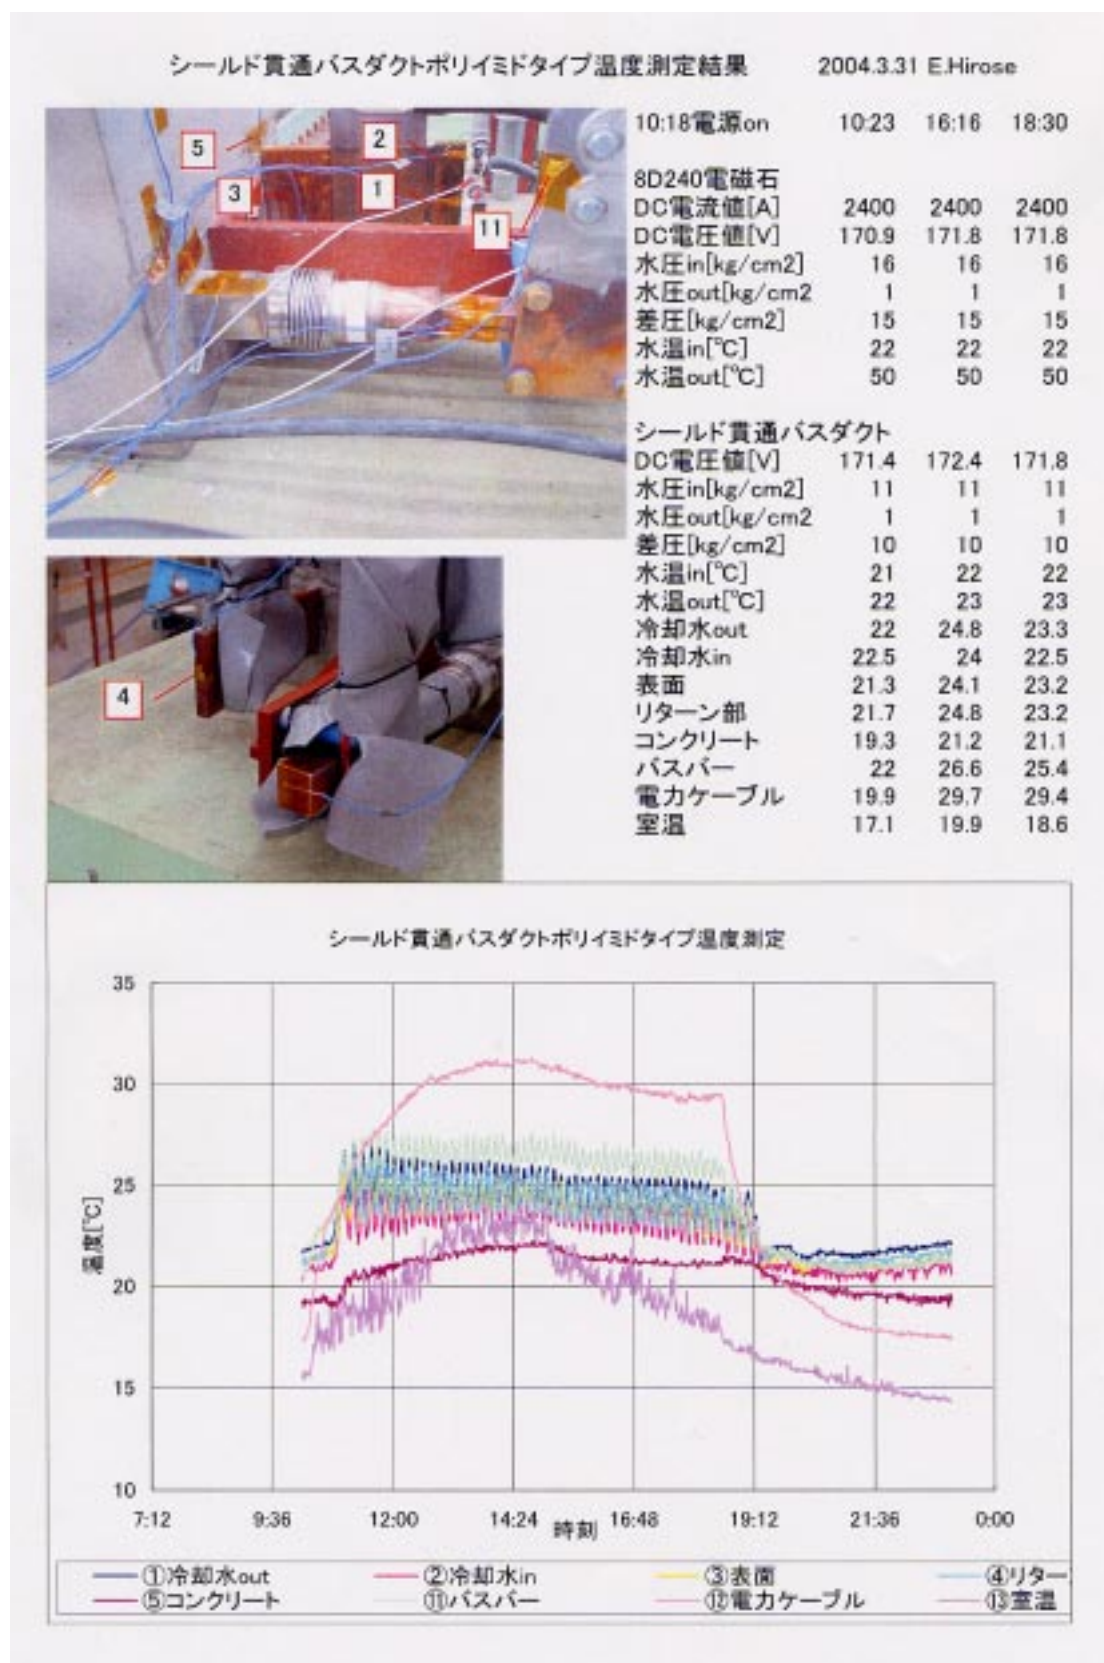 シールド貫通バスダクトポリイミドタイプ温度測定結果 2004.3.31 E.Hirose
5
2
3
1
11
4
10:18電源on 10:23 16:16 18:30
8D240電磁石
DC電流値[A] 2400 2400 2400
DC電圧値[V] 170.9 171.8 171.8
水圧in[kg/cm2] 16 16 16
水圧out[kg/cm2 1 1 1
差圧[kg/cm2] 15 15 15
水温in[℃] 22 22 22
水温out[℃] 50 50 50
シールド貫通バスダクト
DC電圧値[V] 171.4 172.4 171.8
水圧in[kg/cm2] 11 11 11
水圧out[kg/cm2 1 1 1
差圧[kg/cm2] 10 10 10
水温in[℃] 21 22 22
水温out[℃] 22 23 23
冷却水out 22 24.8 23.3
冷却水in 22.5 24 22.5
表面 21.3 24.1 23.2
リターン部 21.7 24.8 23.2
コンクリート 19.3 21.2 21.1
バスバー 22 26.6 25.4
電力ケーブル 19.9 29.7 29.4
室温 17.1 19.9 18.6
シールド貫通バスダクトポリイミドタイプ温度測定
35
30
25
20
15
10
温度[℃]
7:12 9:36 12:00 14:24 16:48 19:12 21:36 0:00
時刻
①冷却水out ②冷却水in ③表面 ④リター
⑤コンクリート ⑪バスバー ⑫電力ケーブル ⑬室温